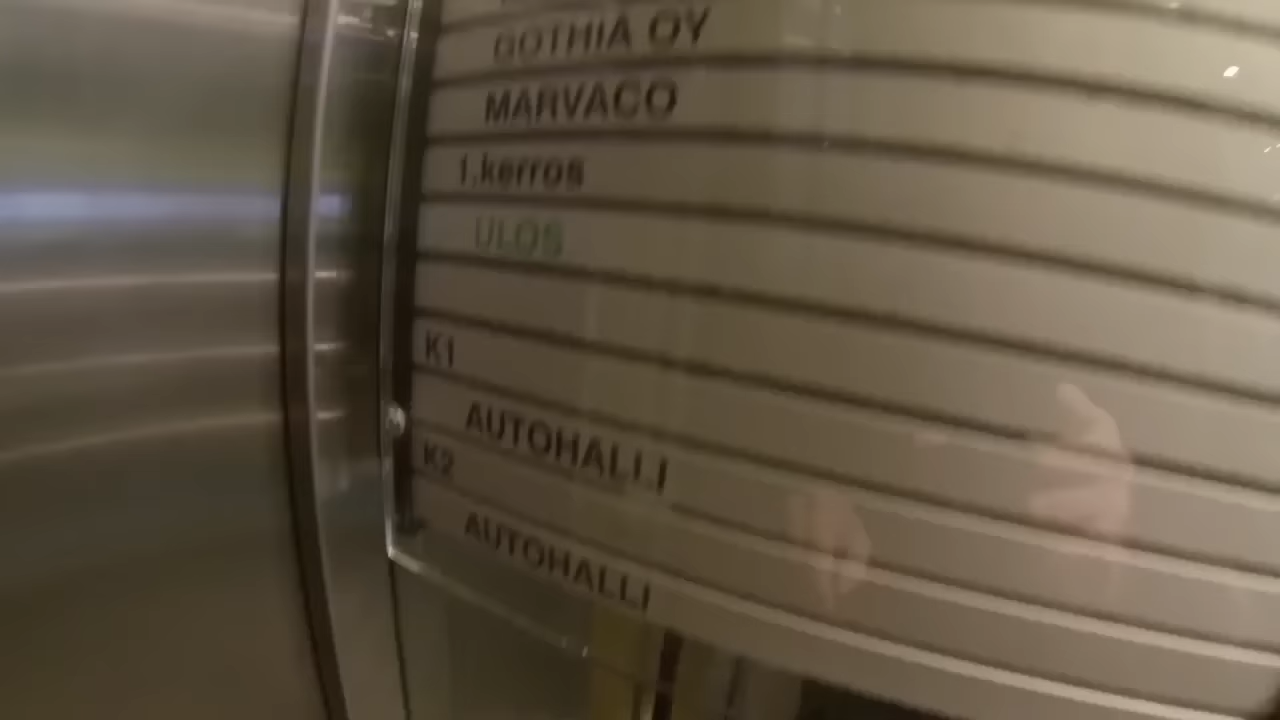 GOTHIA OY
MARVACO
1.kerros
ULOS
K1
AUTOHALLI
K2
AUTOHALLI